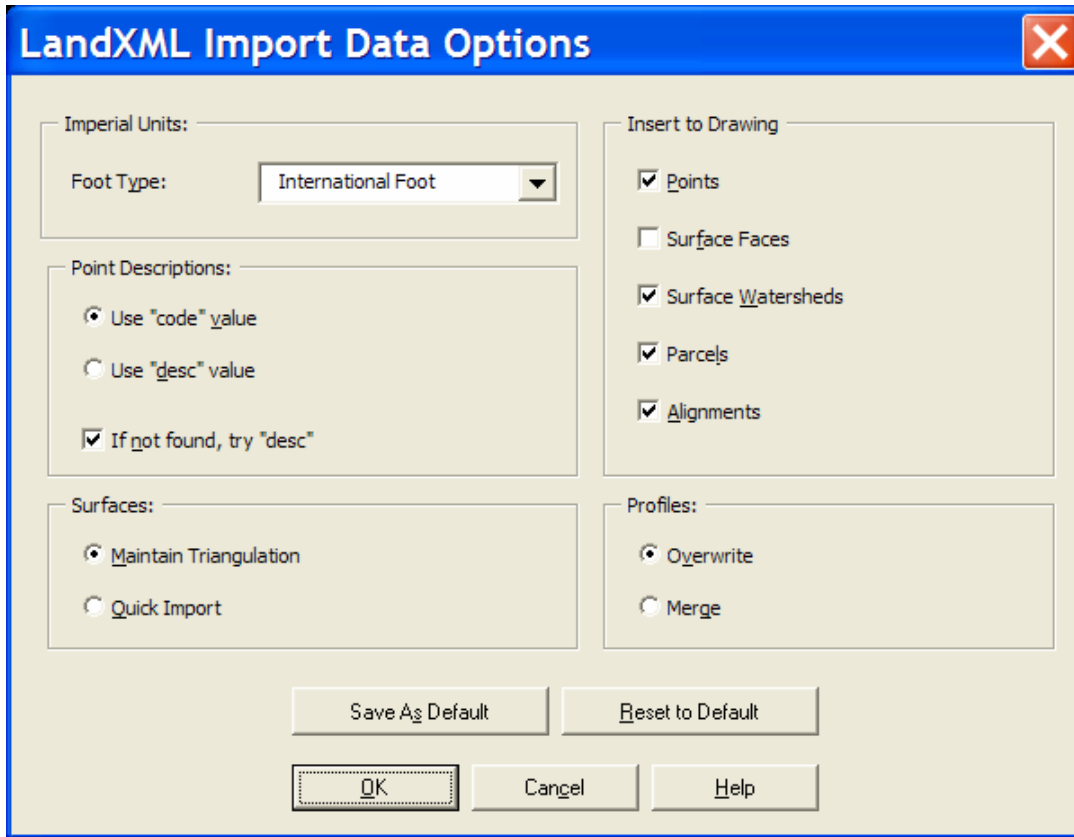 LandXML Import Data Options
Imperial Units:
Foot Type:
International Foot
Point Descriptions:
Use "code" value
Use "desc" value
If not found, try "desc"
Surfaces:
Maintain Triangulation
Quick Import
Insert to Drawing
Points
Surface Faces
Surface Watersheds
Parcels
Alignments
Profiles:
Overwrite
Merge
Save As Default
Reset to Default
OK
Cancel
Help